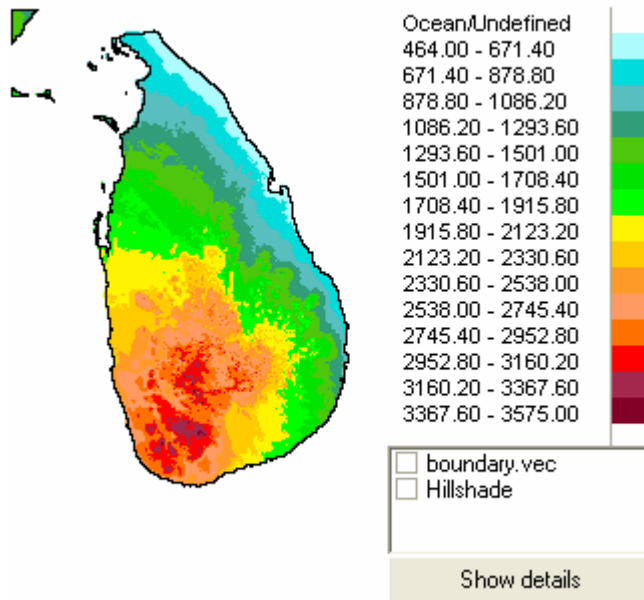 Ocean/Undefined
464.00 - 671.40
671.40 - 878.80
878.80 - 1086.20
1086.20 - 1293.60
1293.60 - 1501.00
1501.00 - 1708.40
1708.40 - 1915.80
1915.80 - 2123.20
2123.20 - 2330.60
2330.60 - 2538.00
2538.00 - 2745.40
2745.40 - 2952.80
2952.80 - 3160.20
3160.20 - 3367.60
3367.60 - 3575.00
boundary.vec
Hillshade
Show details